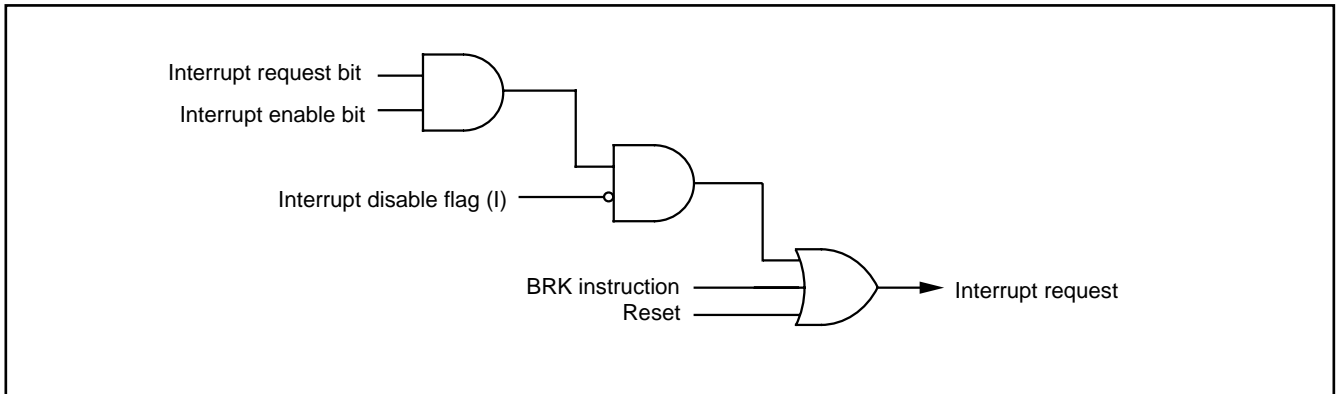 Interrupt request bit
Interrupt enable bit
Interrupt disable flag (I)
BRK instruction
Reset
Interrupt request